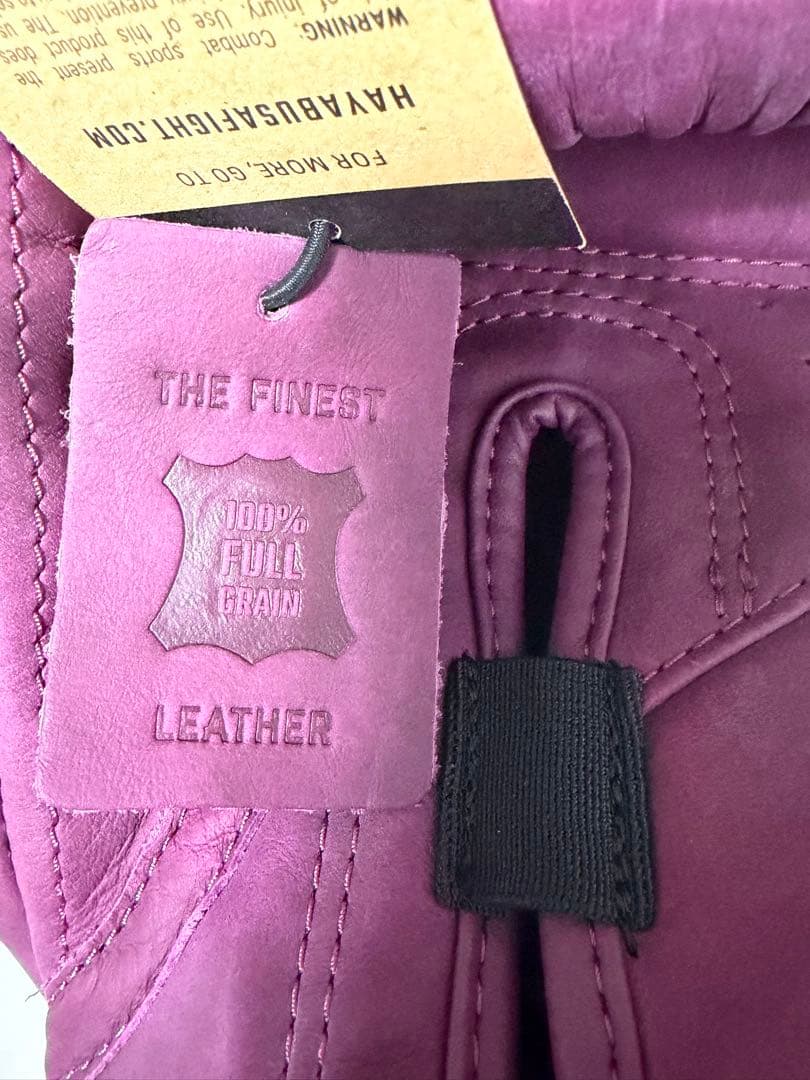 FOR MORE, GO TO
HAYABUSAFIGHT.COM
WARNING: Combat sports present the
of injury. Use of this product does
prevention. The us
THE FINEST
100%
FULL
GRAIN
LEATHER